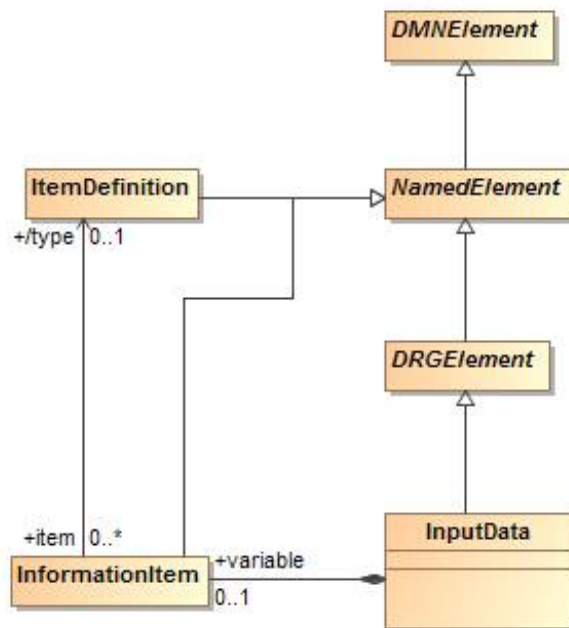 DMNElement
ItemDefinition
NamedElement
+/type 0..1
DRGElement
+item 0..*
InputData
InformationItem
+variable
0..1